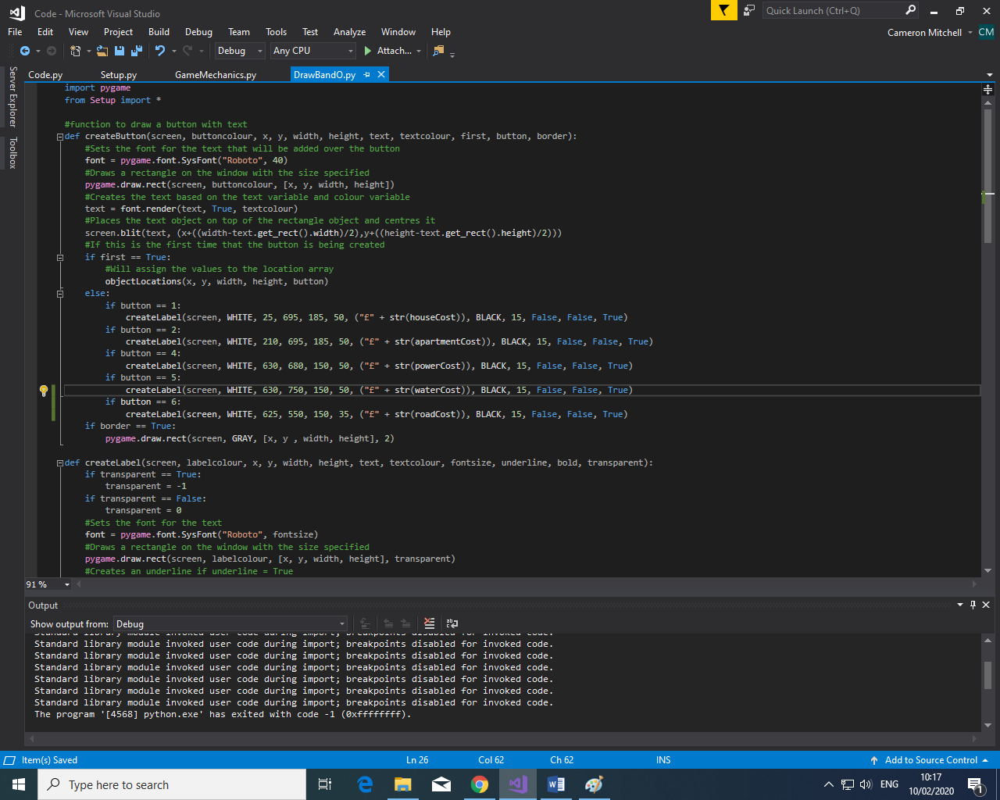 Code - Microsoft Visual Studio
Quick Launch (Ctrl+Q)
File Edit View Project Build Debug Team Tools Test Analyze Window Help
Cameron Mitchell CM
Debug Any CPU Attach...
Server Explorer
Toolbox
Code.py Setup.py GameMechanics.py DrawBandO.py
import pygame
from Setup import *
#function to draw a button with text
def createButton(screen, buttoncolour, x, y, width, height, text, textcolour, first, button, border):
#Sets the font for the text that will be added over the button
font = pygame.font.SysFont("Roboto", 40)
#Draws a rectangle on the window with the size specified
pygame.draw.rect(screen, buttoncolour, [x, y, width, height])
#Creates the text based on the text variable and colour variable
text = font.render(text, True, textcolour)
#Places the text object on top of the rectangle object and centres it
screen.blit(text, (x+((width-text.get_rect().width)/2),y+((height-text.get_rect().height)/2)))
#If this is the first time that the button is being created
if first == True:
#Will assign the values to the location array
objectLocations(x, y, width, height, button)
else:
if button == 1:
createLabel(screen, WHITE, 25, 695, 185, 50, ("£" + str(houseCost)), BLACK, 15, False, False, True)
if button == 2:
createLabel(screen, WHITE, 210, 695, 185, 50, ("£" + str(apartmentCost)), BLACK, 15, False, False, True)
if button == 4:
createLabel(screen, WHITE, 630, 680, 150, 50, ("£" + str(powerCost)), BLACK, 15, False, False, True)
if button == 5:
createLabel(screen, WHITE, 630, 750, 150, 50, ("£" + str(waterCost)), BLACK, 15, False, False, True)
if button == 6:
createLabel(screen, WHITE, 625, 550, 150, 35, ("£" + str(roadCost)), BLACK, 15, False, False, True)
if border == True:
pygame.draw.rect(screen, GRAY, [x, y , width, height], 2)
def createLabel(screen, labelcolour, x, y, width, height, text, textcolour, fontsize, underline, bold, transparent):
if transparent == True:
transparent = -1
if transparent == False:
transparent = 0
#Sets the font for the text
font = pygame.font.SysFont("Roboto", fontsize)
#Draws a rectangle on the window with the size specified
pygame.draw.rect(screen, labelcolour, [x, y, width, height], transparent)
#Creates an underline if underline = True
91 %
Output
Show output from: Debug
Standard library module invoked user code during import; breakpoints disabled for invoked code.
Standard library module invoked user code during import; breakpoints disabled for invoked code.
Standard library module invoked user code during import; breakpoints disabled for invoked code.
Standard library module invoked user code during import; breakpoints disabled for invoked code.
Standard library module invoked user code during import; breakpoints disabled for invoked code.
Standard library module invoked user code during import; breakpoints disabled for invoked code.
Standard library module invoked user code during import; breakpoints disabled for invoked code.
The program '[4568] python.exe' has exited with code -1 (0xffffffff).
Item(s) Saved Ln 26 Col 62 Ch 62 INS Add to Source Control
Type here to search
ENG 10:17
10/02/2020 1